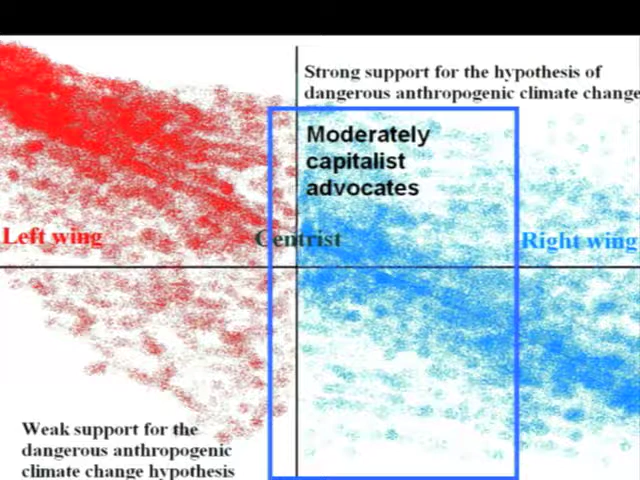 Strong support for the hypothesis of
dangerous anthropogenic climate change
Moderately
capitalist
advocates
Left wing
Centrist
Right wing
Weak support for the
dangerous anthropogenic
climate change hypothesis